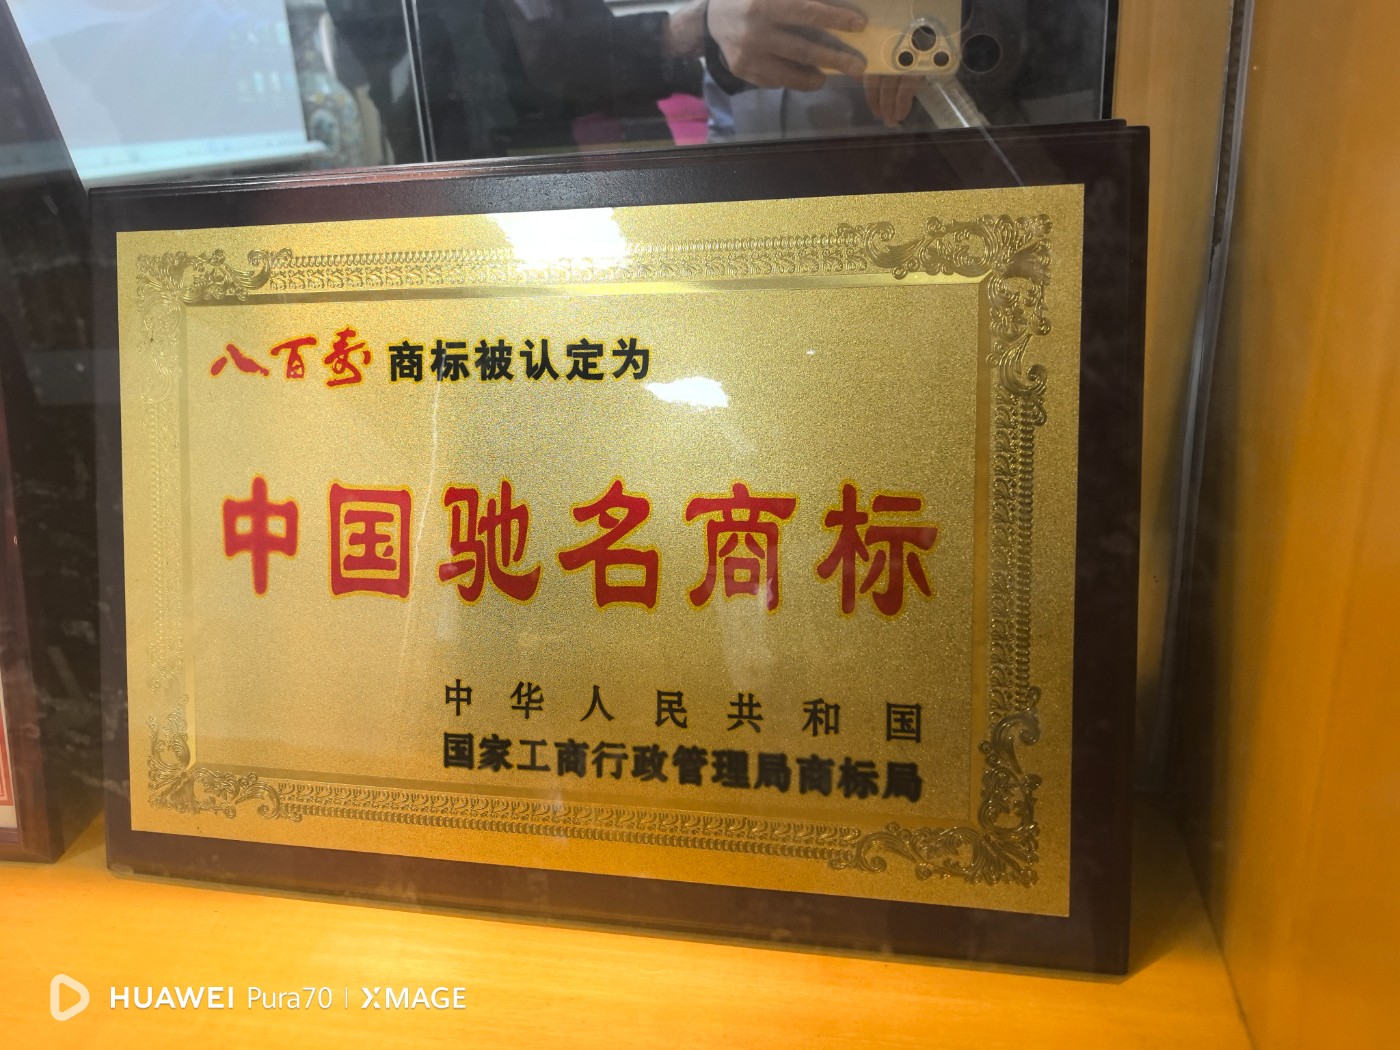 八百寿 商标被认定为
中国驰名商标
中华人民共和国
国家工商行政管理局商标局
HUAWEI Pura70 | XMAGE